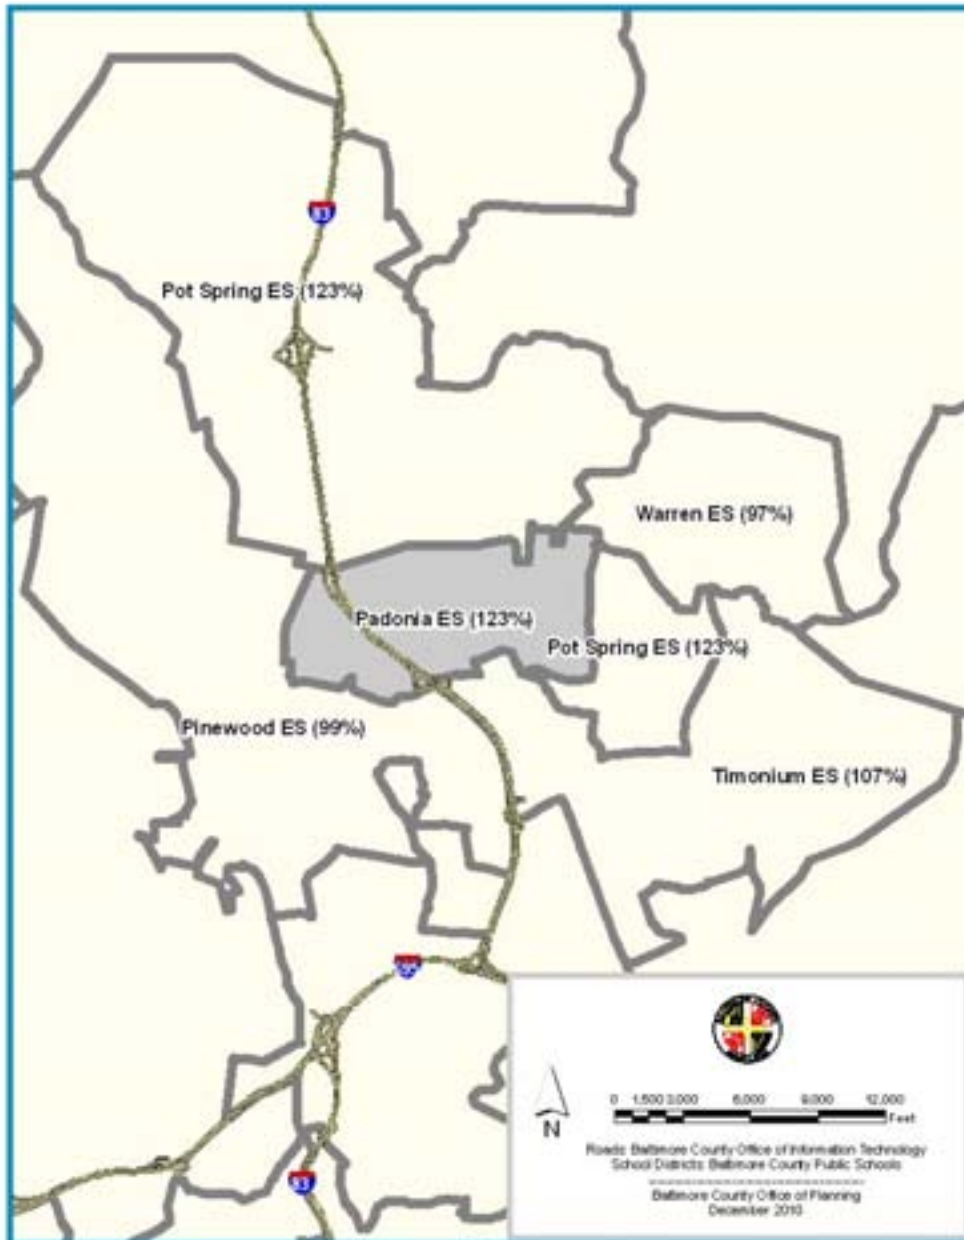 83
Pot Spring ES (123%)
Warren ES (97%)
Padonia ES (123%)
Pot Spring ES (123%)
Pinewood ES (99%)
Timonium ES (107%)
83
N
0 1,500 3,000 6,000 9,000 12,000
Feet
Roads: Baltimore County Office of Information Technology
School Districts: Baltimore County Public Schools
Baltimore County Office of Planning
December 2010